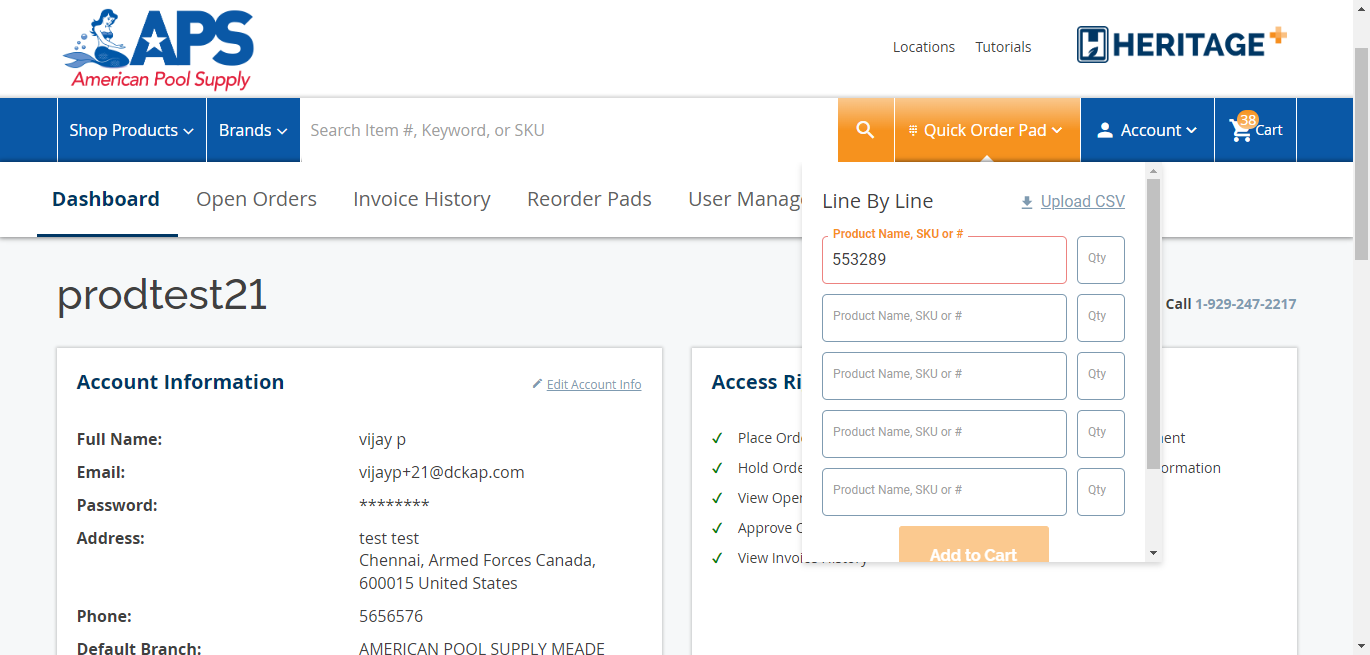 APS
American Pool Supply
Locations Tutorials
HERITAGE+
Shop Products Brands Search Item #, Keyword, or SKU Quick Order Pad Account 38 Cart
Dashboard Open Orders Invoice History Reorder Pads User Manag
Line By Line Upload CSV
Product Name, SKU or #
553289 Qty
Product Name, SKU or # Qty
Product Name, SKU or # Qty
Product Name, SKU or # Qty
Product Name, SKU or # Qty
Add to Cart
prodtest21
Call 1-929-247-2217
Account Information Edit Account Info
Full Name: vijay p
Email: vijayp+21@dckap.com
Password: ********
Address: test test
Chennai, Armed Forces Canada,
600015 United States
Phone: 5656576
Default Branch: AMERICAN POOL SUPPLY MEADE
Access Ri
Place Orde ent
Hold Orde ormation
View Oper
Approve C
View Invoice History